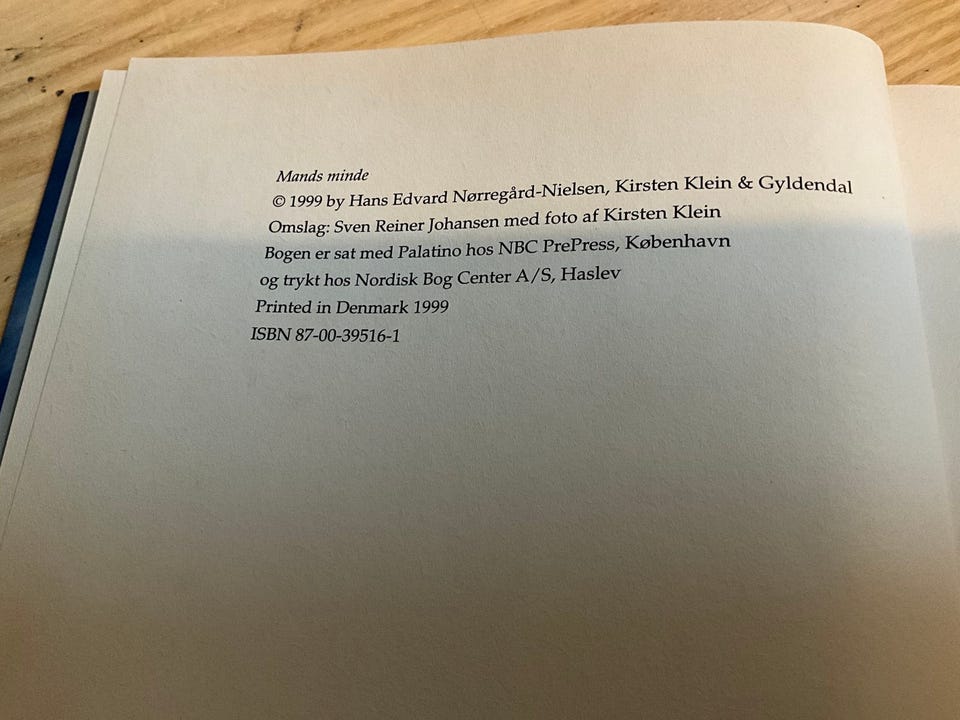 Mands minde
© 1999 by Hans Edvard Nørregård-Nielsen, Kirsten Klein & Gyldendal
Omslag: Sven Reiner Johansen med foto af Kirsten Klein
Bogen er sat med Palatino hos NBC PrePress, København
og trykt hos Nordisk Bog Center A/S, Haslev
Printed in Denmark 1999
ISBN 87-00-39516-1